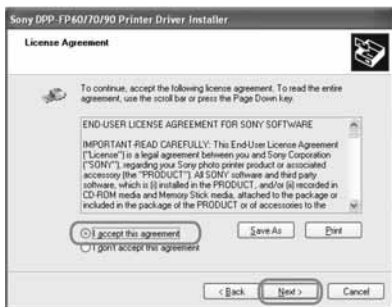 Sony DPP-FP60/70/90 Printer Driver Installer
License Agreement
To continue, accept the following license agreement. To read the entire
agreement, use the scroll bar or press the Page Down key.
END-USER LICENSE AGREEMENT FOR SONY SOFTWARE
IMPORTANT-READ CAREFULLY: This End-User License Agreement
("License") is a legal agreement between you and Sony Corporation
("SONY"), regarding your Sony photo printer product or associated
accessory (the "PRODUCT"). All SONY software and third party
software, which is (i) installed in the PRODUCT, and/or (ii) recorded in
CD-ROM media and Memory Stick media, attached to the package or
included in the package of the PRODUCT or of accessories to the
I accept this agreement
I don't accept this agreement
Save As
Print
< Back
Next >
Cancel